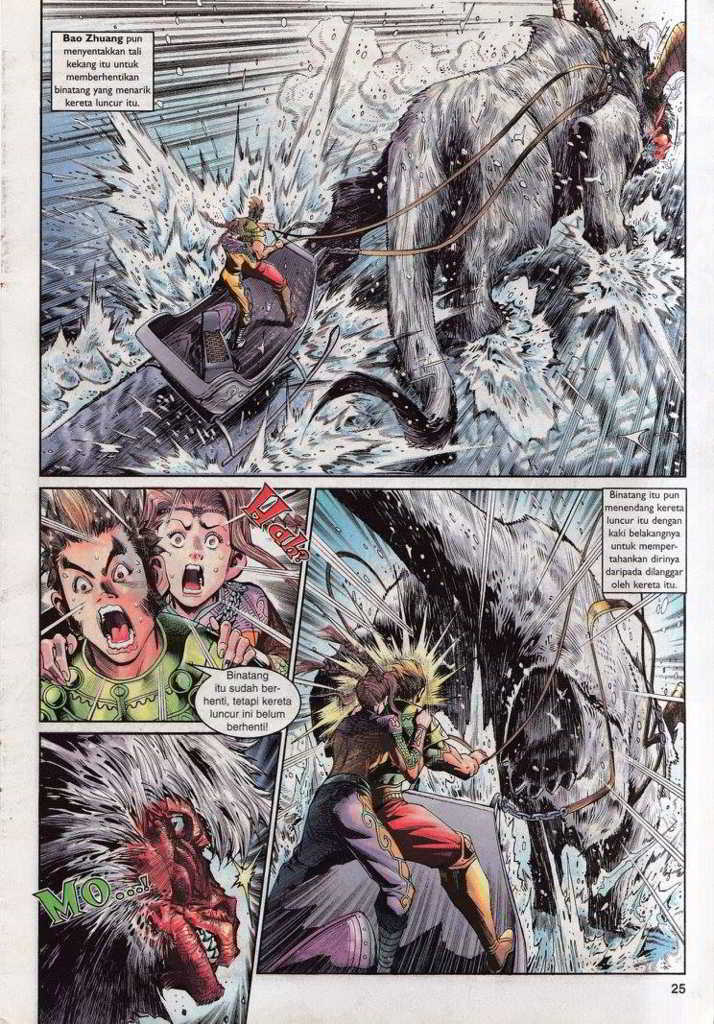 Bao Zhuang pun
menyentakkan tali
kekang itu untuk
memberhentikan
binatang yang menarik
kereta luncur itu.
Hak
Binatang
itu sudah ber-
henti, tetapi kereta
luncur ini belum
berhenti!
Binatang itu pun
menendang kereta
luncur itu dengan
kaki belakangnya
untuk memper-
tahankan dirinya
daripada dilanggar
oleh kereta itu.
MO...!
25